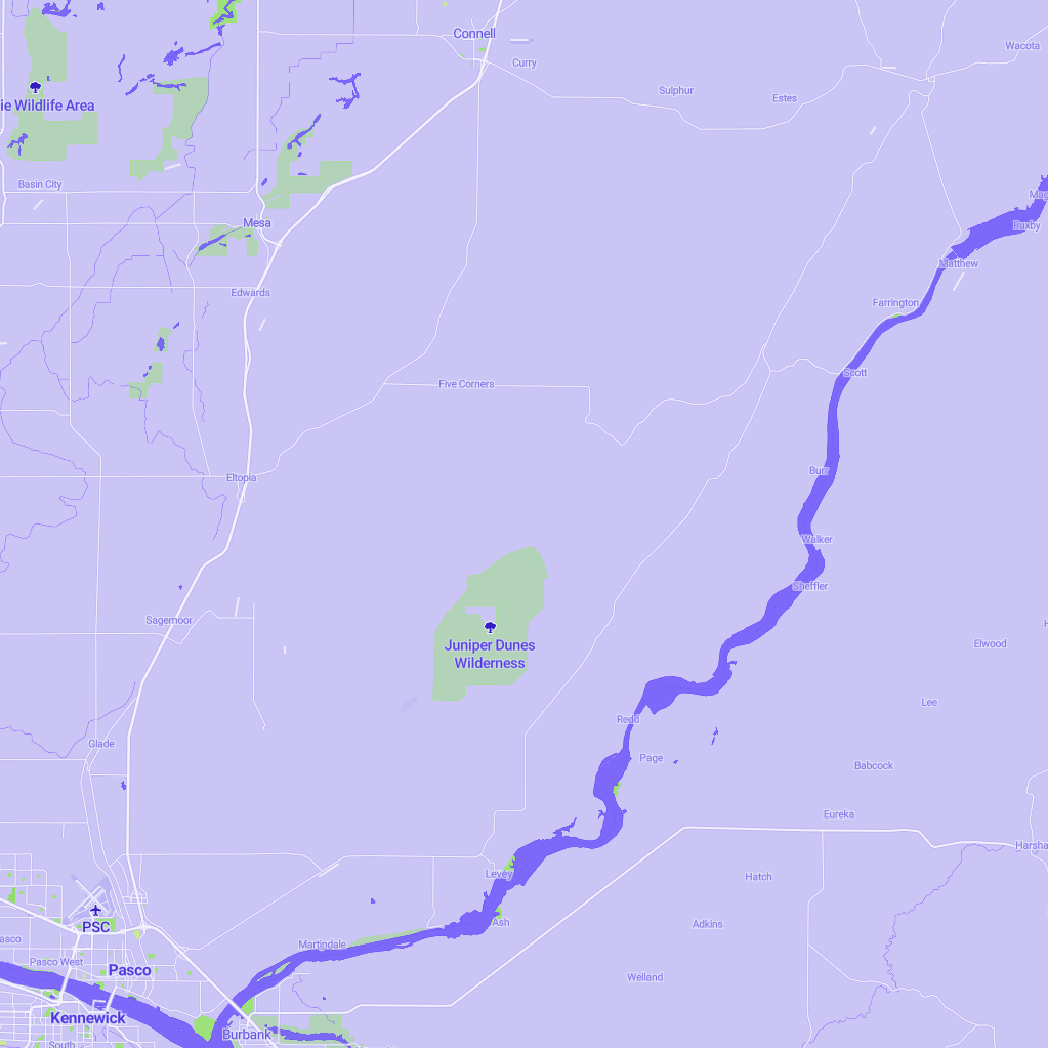 Connell
Wacota
Curry
Sulphur
Estes
ie Wildlife Area
Basin City
Mesa
Ruxby
Matthew
Edwards
Farrington
Scott
Five Corners
Burr
Eltopia
Walker
Sheffler
Sagemoor
Juniper Dunes
Wilderness
Elwood
Lee
Redd
Glade
Page
Babcock
Eureka
Harsha
Levey
Hatch
PSC
Ash
Adkins
asco
Martindale
Pasco West
Pasco
Welland
Kennewick
Burbank
South